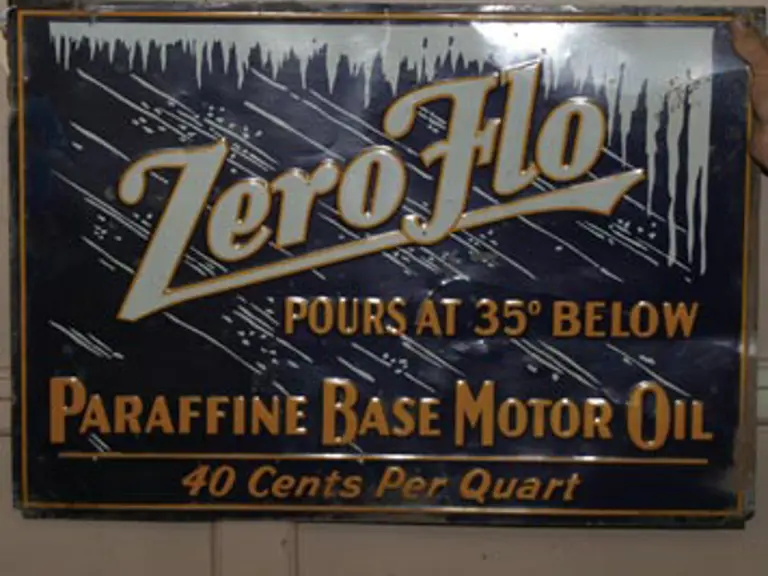 Zero Flo
POURS AT 35° BELOW
PARAFFINE BASE MOTOR OIL
40 Cents Per Quart